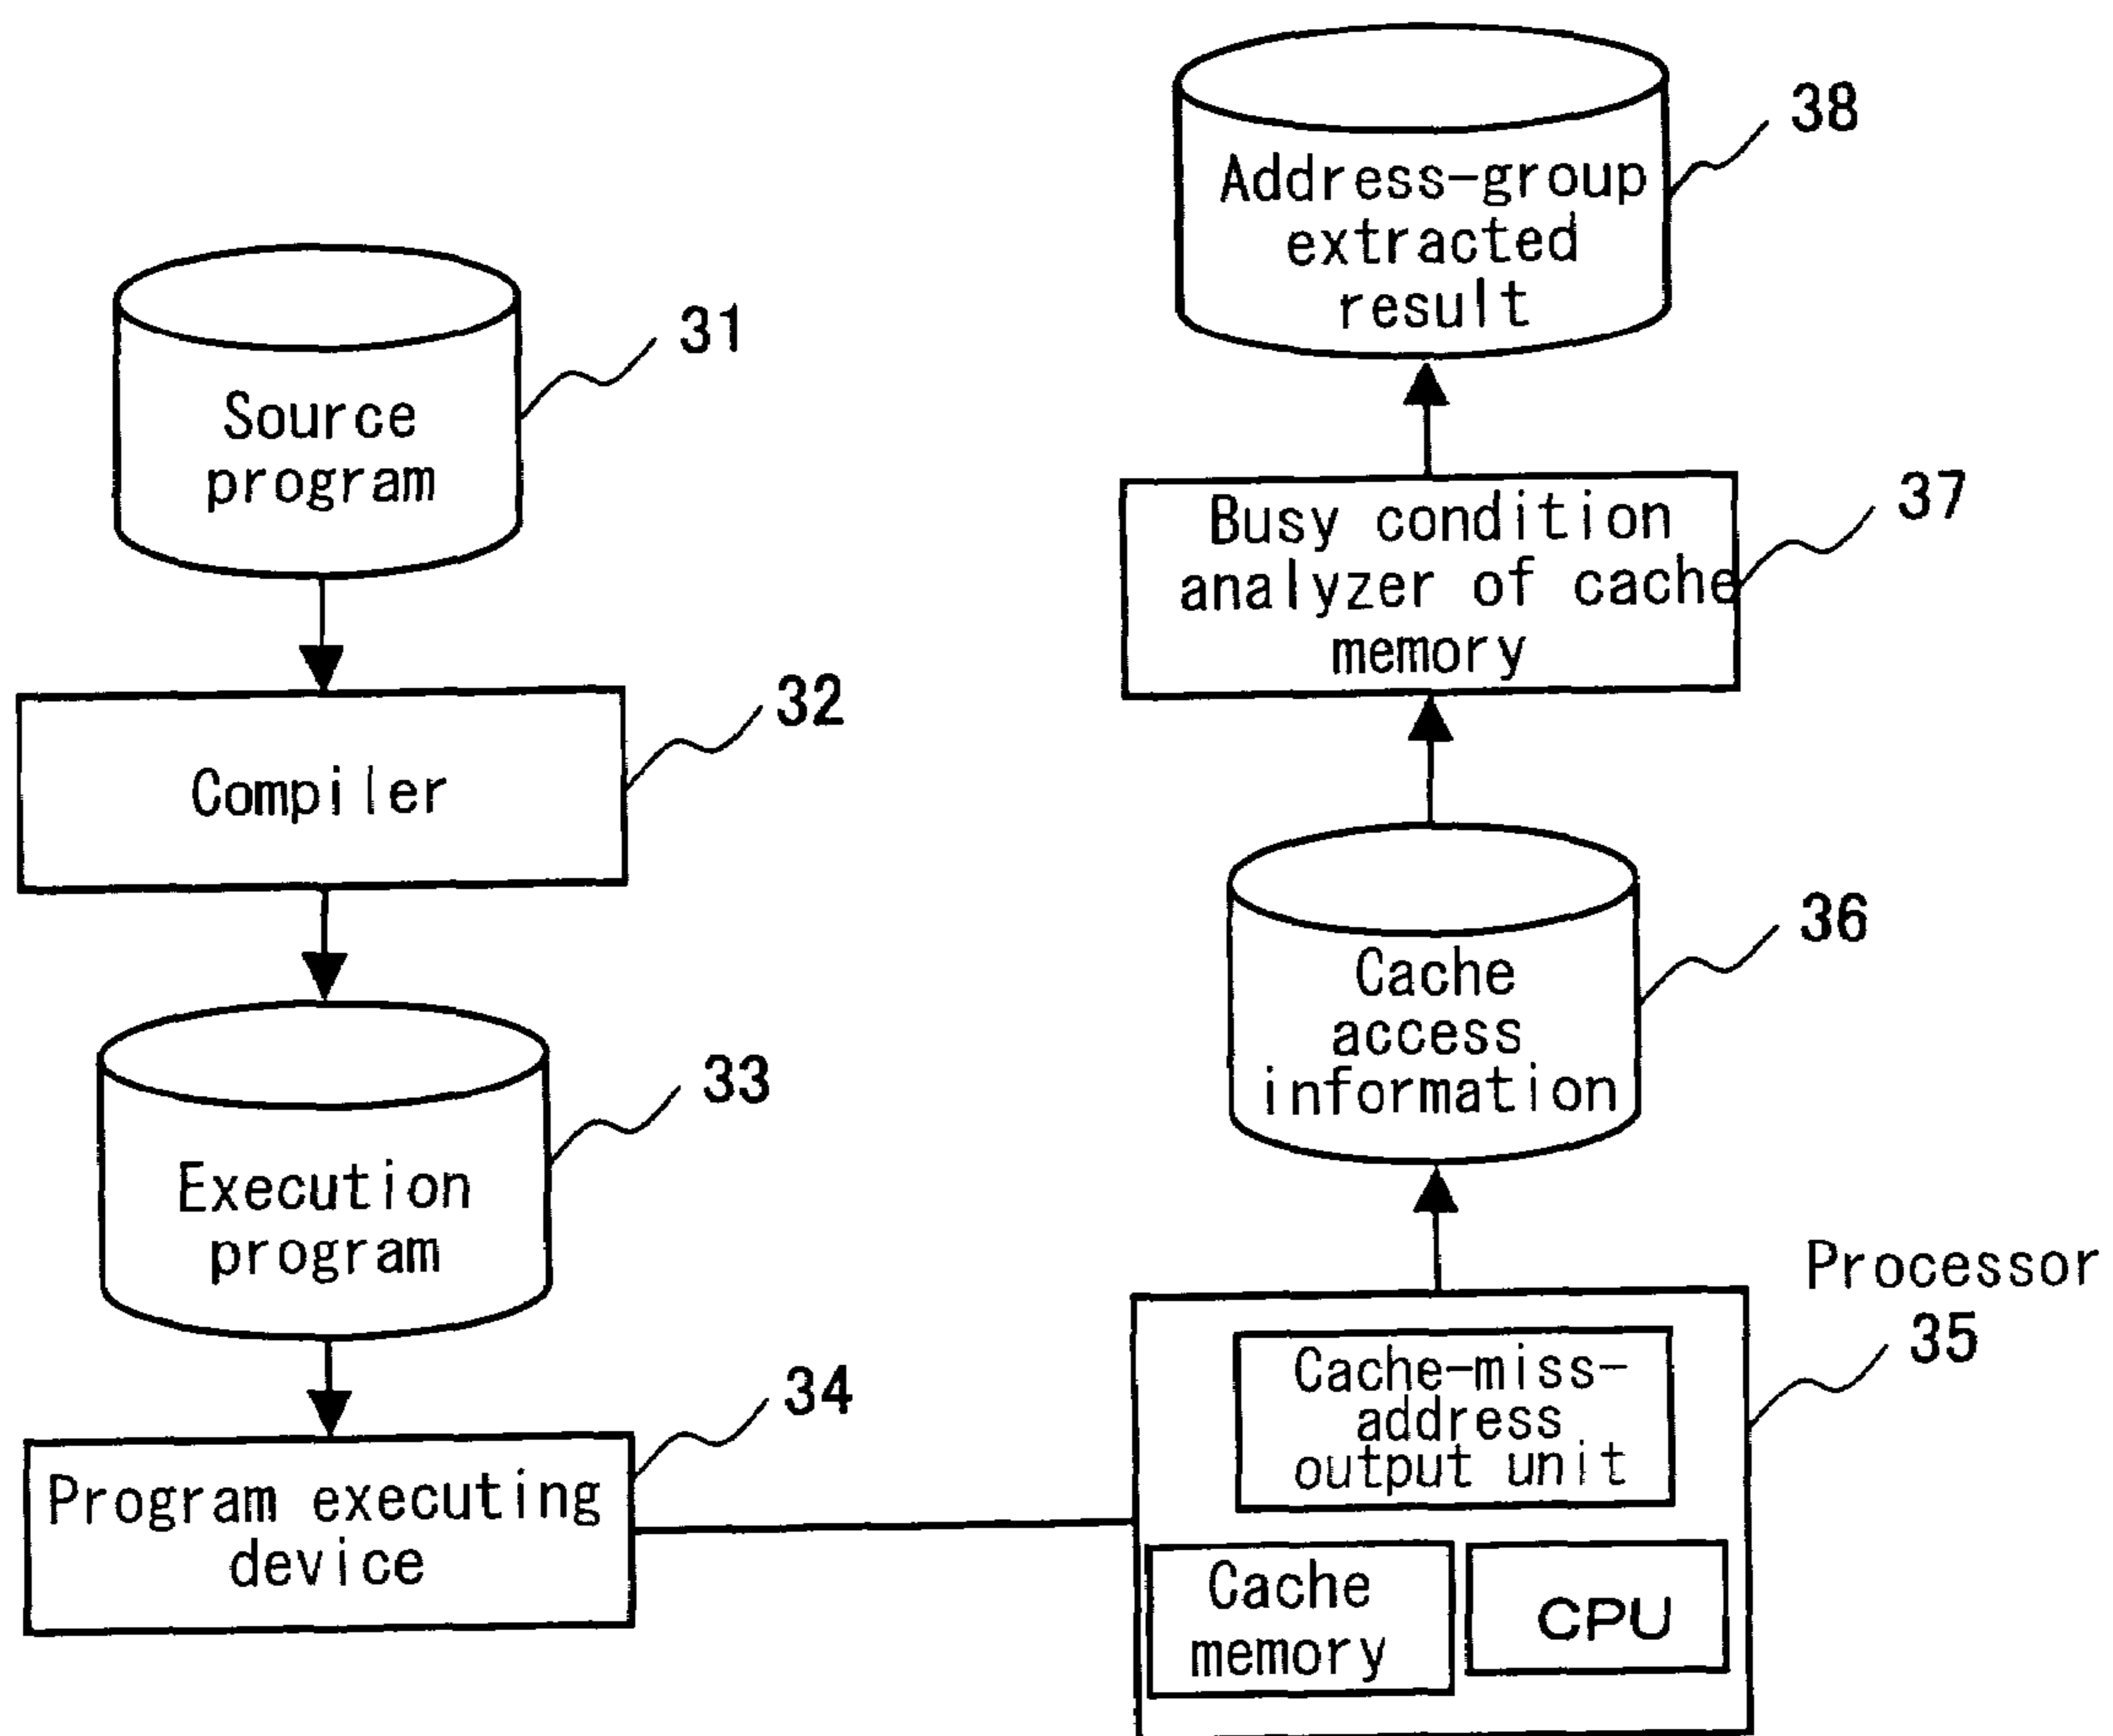 Source
program
31
Compiler
32
Execution
program
33
Program executing
device
34
Address-group
extracted
result
38
Busy condition
analyzer of cache
memory
37
Cache
access
information
36
Processor
35
Cache-miss-
address
output unit
Cache
memory
CPU